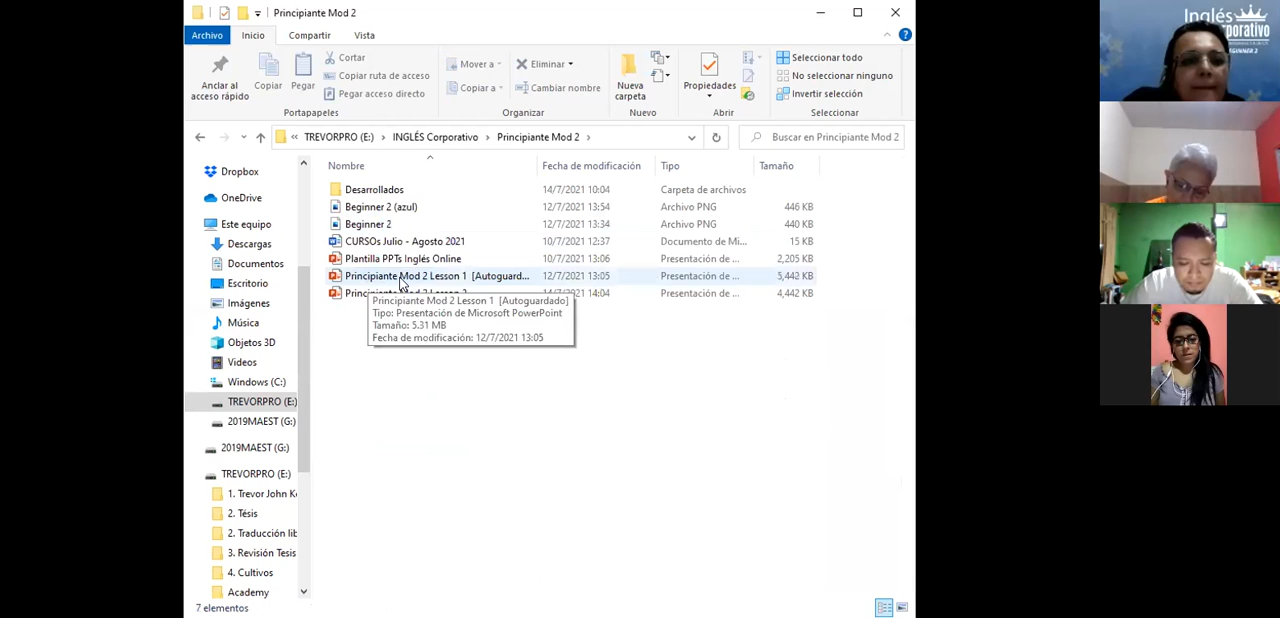 Principiante Mod 2
Archivo
Inicio
Compartir
Vista
Anclar al
acceso rápido
Copiar
Pegar
Cortar
Copiar ruta de acceso
Pegar acceso directo
Portapapeles
Mover a
Copiar a
Eliminar
Cambiar nombre
Organizar
Nueva
carpeta
Nuevo
Propiedades
Abrir
Seleccionar todo
No seleccionar ninguno
Invertir selección
Seleccionar
« TREVORPRO (E:) > INGLÉS Corporativo > Principiante Mod 2 >
Buscar en Principiante Mod 2
Dropbox
OneDrive
Este equipo
Descargas
Documentos
Escritorio
Imágenes
Música
Objetos 3D
Videos
Windows (C:)
TREVORPRO (E:)
2019MAEST (G:)
2019MAEST (G:)
TREVORPRO (E:)
1. Trevor John Ke
2. Tésis
2. Traducción lib
3. Revisión Tesis
4. Cultivos
Academy
Nombre Fecha de modificación Tipo Tamaño
Desarrollados 14/7/2021 10:04 Carpeta de archivos
Beginner 2 (azul) 12/7/2021 13:54 Archivo PNG 446 KB
Beginner 2 12/7/2021 13:34 Archivo PNG 440 KB
CURSOs Julio - Agosto 2021 10/7/2021 12:37 Documento de Mi... 15 KB
Plantilla PPTs Inglés Online 10/7/2021 13:06 Presentación de ... 2,205 KB
Principiante Mod 2 Lesson 1 [Autoguard... 12/7/2021 13:05 Presentación de ... 5,442 KB
14/7/2021 14:04 Presentación de ... 4,442 KB
Principiante Mod 2 Lesson 1 [Autoguardado]
Tipo: Presentación de Microsoft PowerPoint
Tamaño: 5.31 MB
Fecha de modificación: 12/7/2021 13:05
7 elementos
Inglés